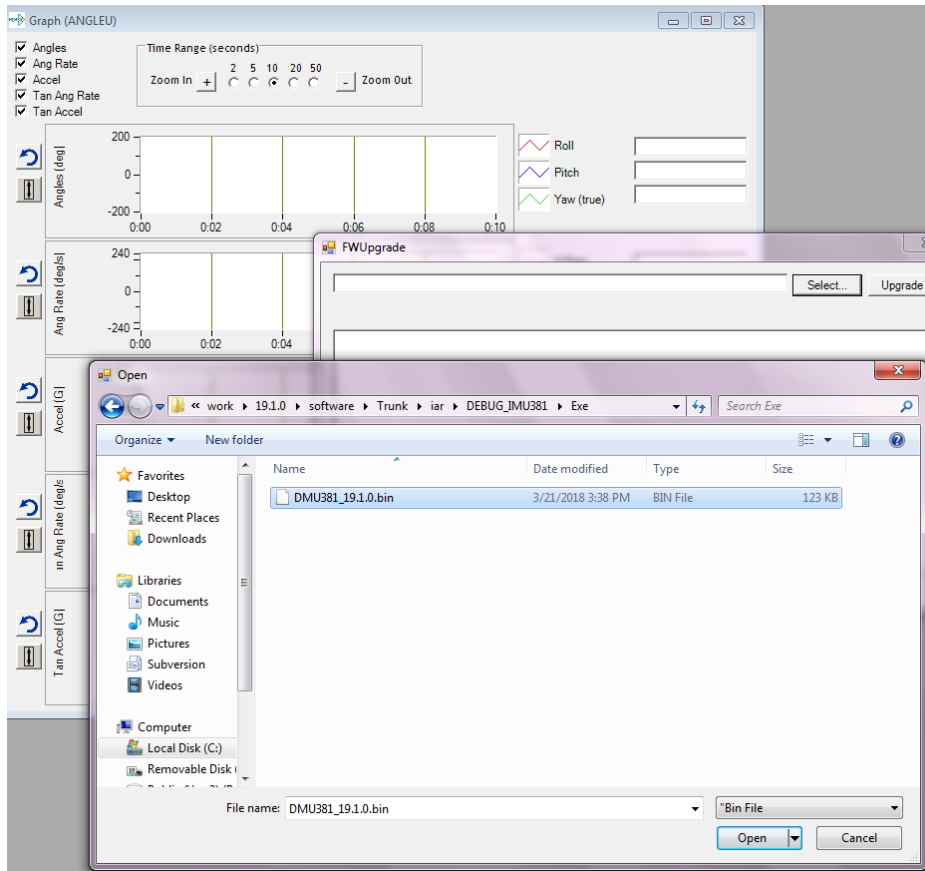 Graph (ANGLEU)
Angles
Ang Rate
Accel
Tan Ang Rate
Tan Accel
Time Range (seconds)
2 5 10 20 50
Zoom In + - Zoom Out
Angles (deg)
200
0
-200
0:00 0:02 0:04 0:06 0:08 0:10
Roll
Pitch
Yaw (true)
Ang Rate (deg/s)
240
0
-240
0:00 0:02 0:04
FWUpgrade
Select... Upgrade
Accel (G)
Ang Rate (deg/s
Tan Accel (G)
Open
« work 19.1.0 software Trunk iar DEBUG_IMU381 Exe
Search Exe
Organize New folder
Favorites
Desktop
Recent Places
Downloads
Libraries
Documents
Music
Pictures
Subversion
Videos
Computer
Local Disk (C:)
Removable Disk
Name Date modified Type Size
DMU381_19.1.0.bin 3/21/2018 3:38 PM BIN File 123 KB
File name: DMU381_19.1.0.bin
"Bin File
Open Cancel